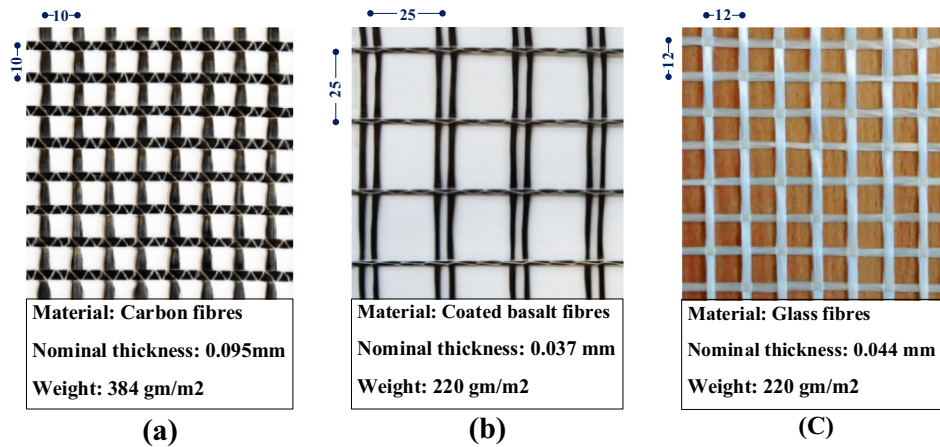 10
10
Material: Carbon fibres
Nominal thickness: 0.095mm
Weight: 384 gm/m2
(a)
25
25
Material: Coated basalt fibres
Nominal thickness: 0.037 mm
Weight: 220 gm/m2
(b)
12
12
Material: Glass fibres
Nominal thickness: 0.044 mm
Weight: 220 gm/m2
(C)